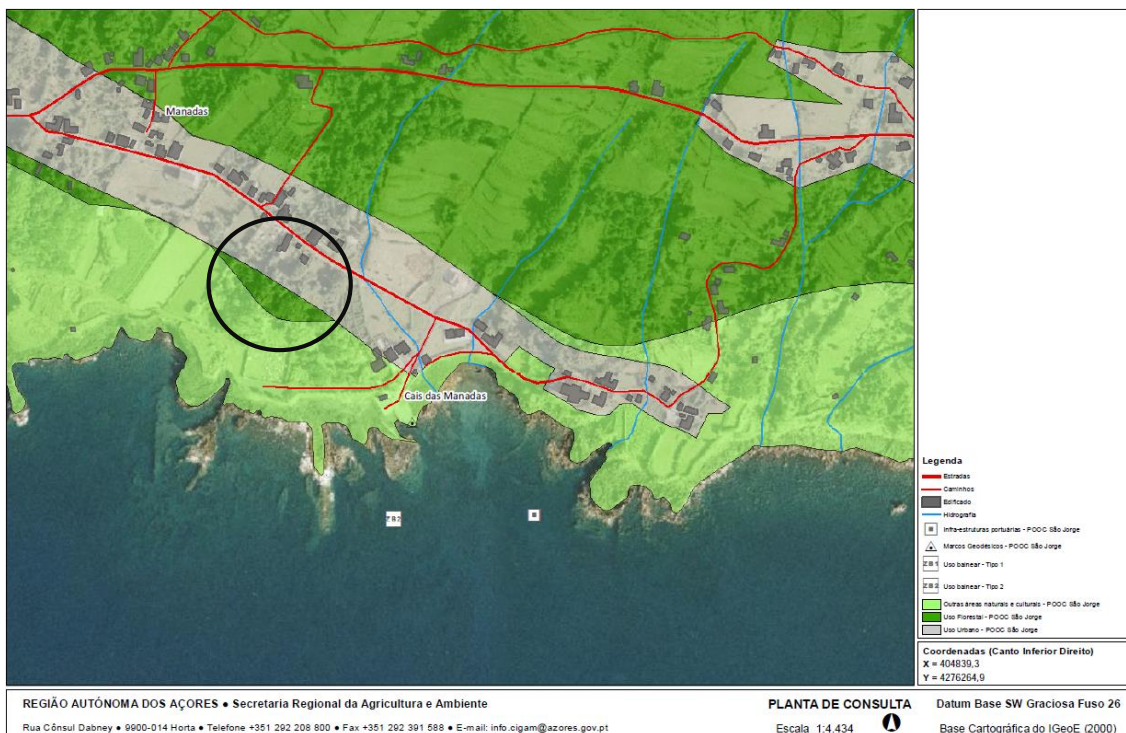 Manadas
Cais das Manadas
ZB2
Legenda
Estradas
Caminhos
Edificado
Hidrografia
Infra-estruturas portuárias - POOC São Jorge
Marcos Geodésicos - POOC São Jorge
ZB1 Uso balnear - Tipo 1
ZB2 Uso balnear - Tipo 2
Outras áreas naturais e culturais - POOC São Jorge
Uso Florestal - POOC São Jorge
Uso Urbano - POOC São Jorge
Coordenadas (Canto Inferior Direito)
X = 404839,3
Y = 4276264,9
REGIÃO AUTÓNOMA DOS AÇORES ● Secretaria Regional da Agricultura e Ambiente
Rua Cônsul Dabney ● 9900-014 Horta ● Telefone +351 292 208 800 ● Fax +351 292 391 588 ● E-mail: info.cigam@azores.gov.pt
PLANTA DE CONSULTA
Escala 1:4.434
Datum Base SW Graciosa Fuso 26
Base Cartográfica do IGeoE (2000)